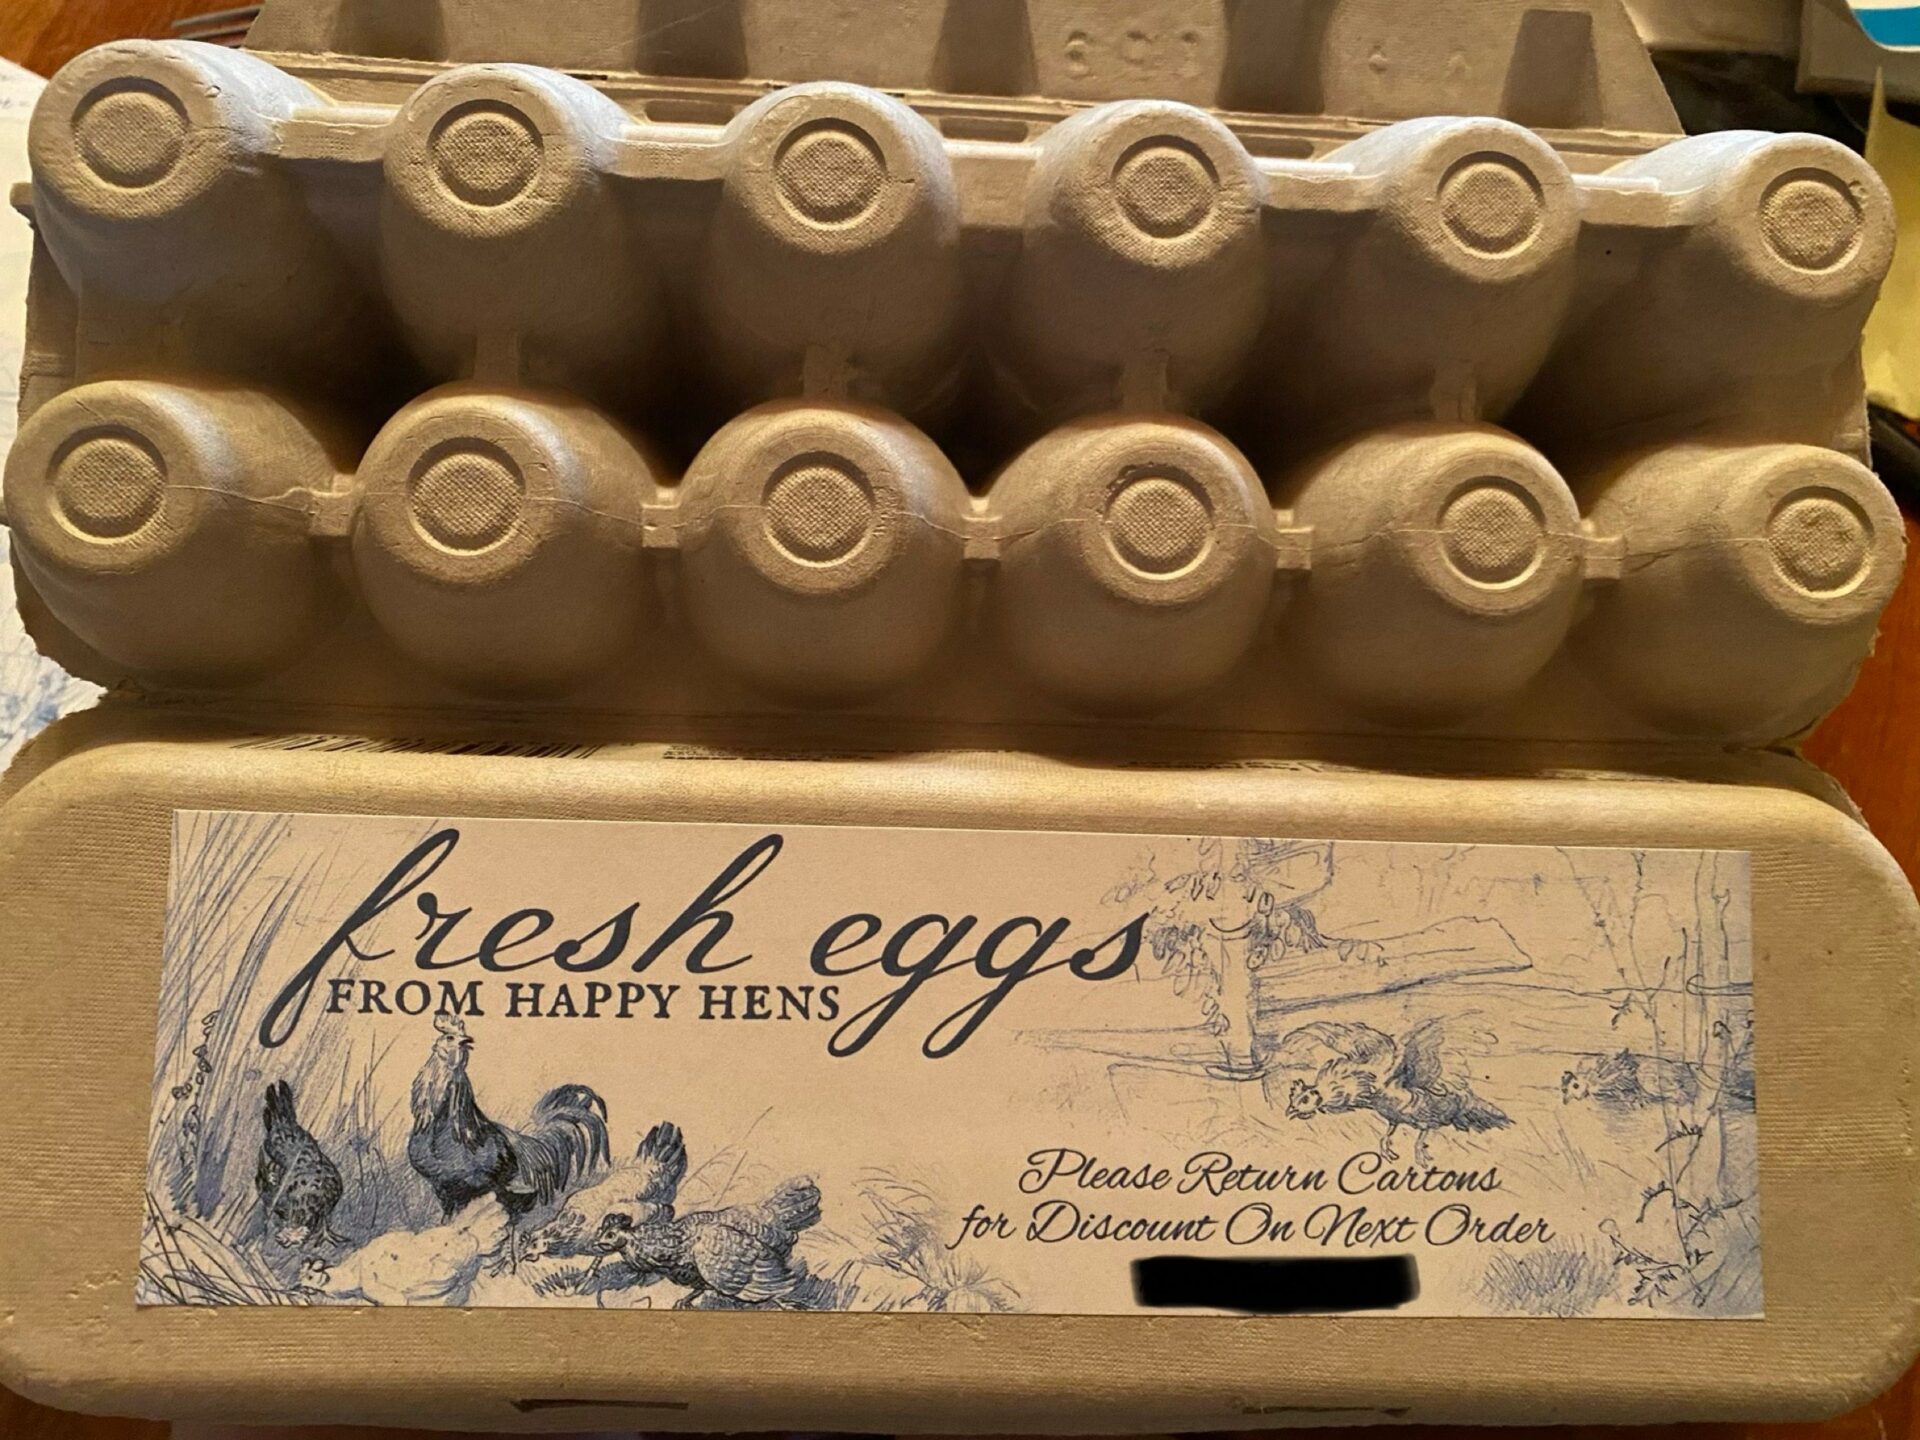 fresh eggs
FROM HAPPY HENS
Please Return Cartons
for Discount On Next Order